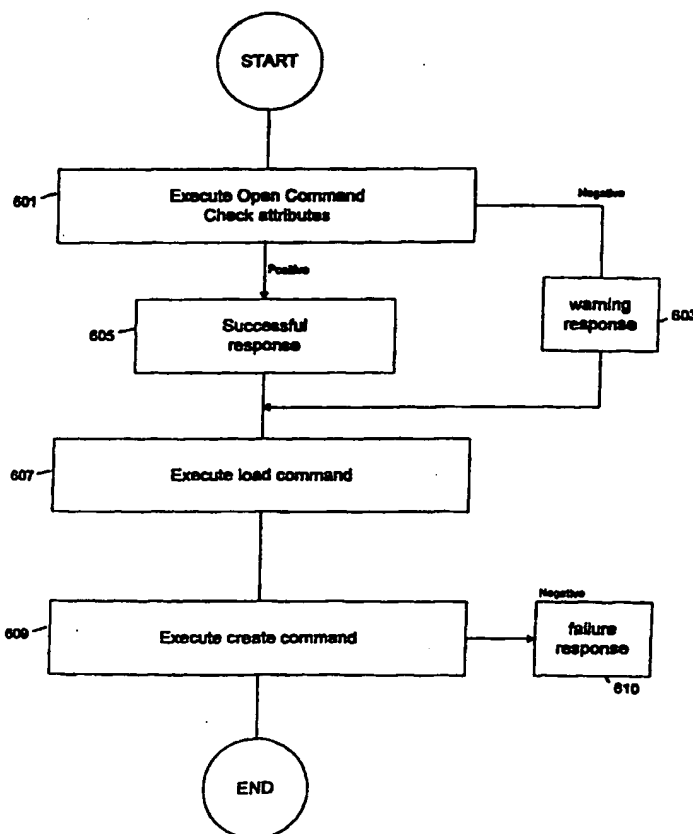 START
601
Execute Open Command
Check attributes
Negative
Positive
605
Successful
response
warning
response
603
607
Execute load command
609
Execute create command
Negative
failure
response
610
END